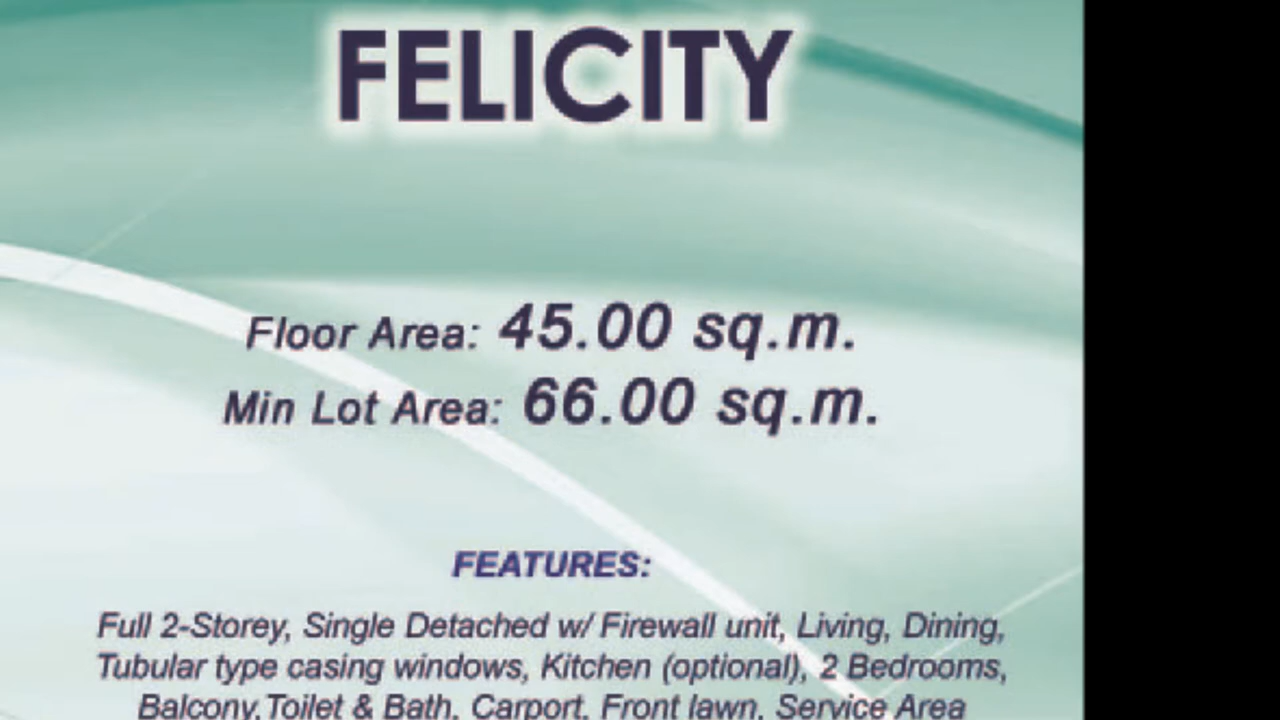 FELICITY
Floor Area: 45.00 sq.m.
Min Lot Area: 66.00 sq.m.
FEATURES:
Full 2-Storey, Single Detached w/ Firewall unit, Living, Dining,
Tubular type casing windows, Kitchen (optional), 2 Bedrooms,
Balcony,Toilet & Bath, Carport, Front lawn, Service Area